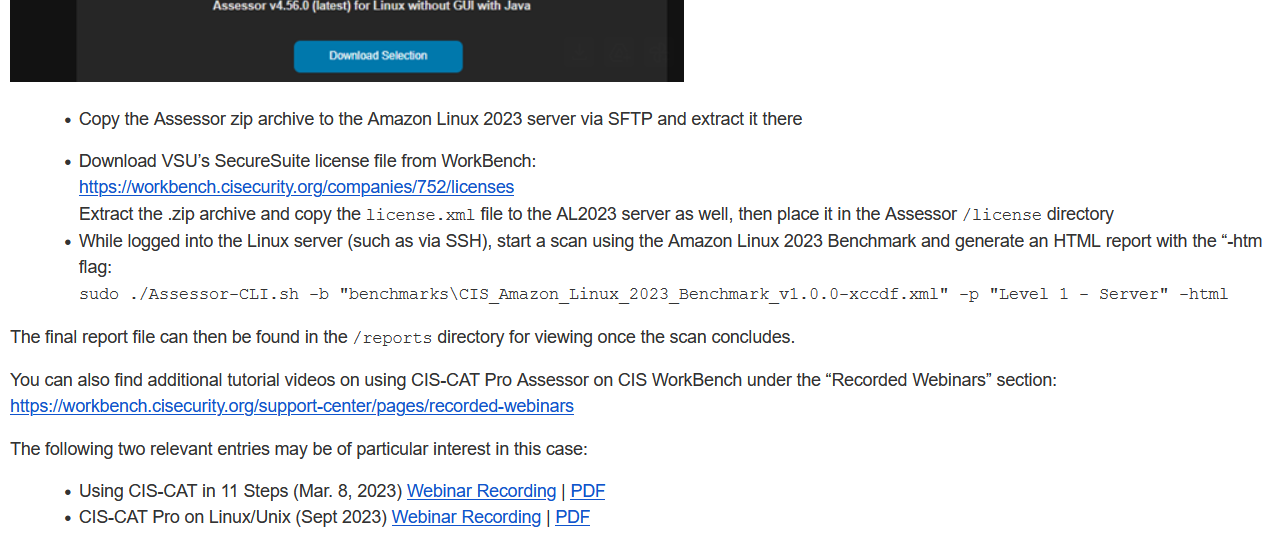 Assessor v4.56.0 (latest) for Linux without GUI with Java
Download Selection
• Copy the Assessor zip archive to the Amazon Linux 2023 server via SFTP and extract it there
• Download VSU’s SecureSuite license file from WorkBench:
https://workbench.cisecurity.org/companies/752/licenses
Extract the .zip archive and copy the license.xml file to the AL2023 server as well, then place it in the Assessor /license directory
• While logged into the Linux server (such as via SSH), start a scan using the Amazon Linux 2023 Benchmark and generate an HTML report with the “-htm
flag:
sudo ./Assessor-CLI.sh -b "benchmarks\CIS_Amazon_Linux_2023_Benchmark_v1.0.0-xccdf.xml" -p "Level 1 - Server" -html
The final report file can then be found in the /reports directory for viewing once the scan concludes.
You can also find additional tutorial videos on using CIS-CAT Pro Assessor on CIS WorkBench under the “Recorded Webinars” section:
https://workbench.cisecurity.org/support-center/pages/recorded-webinars
The following two relevant entries may be of particular interest in this case:
• Using CIS-CAT in 11 Steps (Mar. 8, 2023) Webinar Recording | PDF
• CIS-CAT Pro on Linux/Unix (Sept 2023) Webinar Recording | PDF